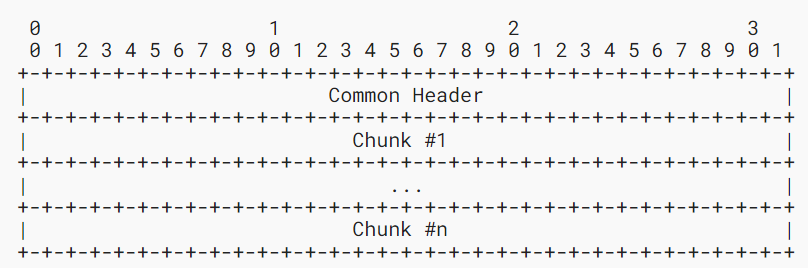 0                   1                   2                   3
 0 1 2 3 4 5 6 7 8 9 0 1 2 3 4 5 6 7 8 9 0 1 2 3 4 5 6 7 8 9 0 1
+-+-+-+-+-+-+-+-+-+-+-+-+-+-+-+-+-+-+-+-+-+-+-+-+-+-+-+-+-+-+-+-+
|                         Common Header                         |
+-+-+-+-+-+-+-+-+-+-+-+-+-+-+-+-+-+-+-+-+-+-+-+-+-+-+-+-+-+-+-+-+
|                           Chunk #1                            |
+-+-+-+-+-+-+-+-+-+-+-+-+-+-+-+-+-+-+-+-+-+-+-+-+-+-+-+-+-+-+-+-+
|                              ...                              |
+-+-+-+-+-+-+-+-+-+-+-+-+-+-+-+-+-+-+-+-+-+-+-+-+-+-+-+-+-+-+-+-+
|                           Chunk #n                            |
+-+-+-+-+-+-+-+-+-+-+-+-+-+-+-+-+-+-+-+-+-+-+-+-+-+-+-+-+-+-+-+-+